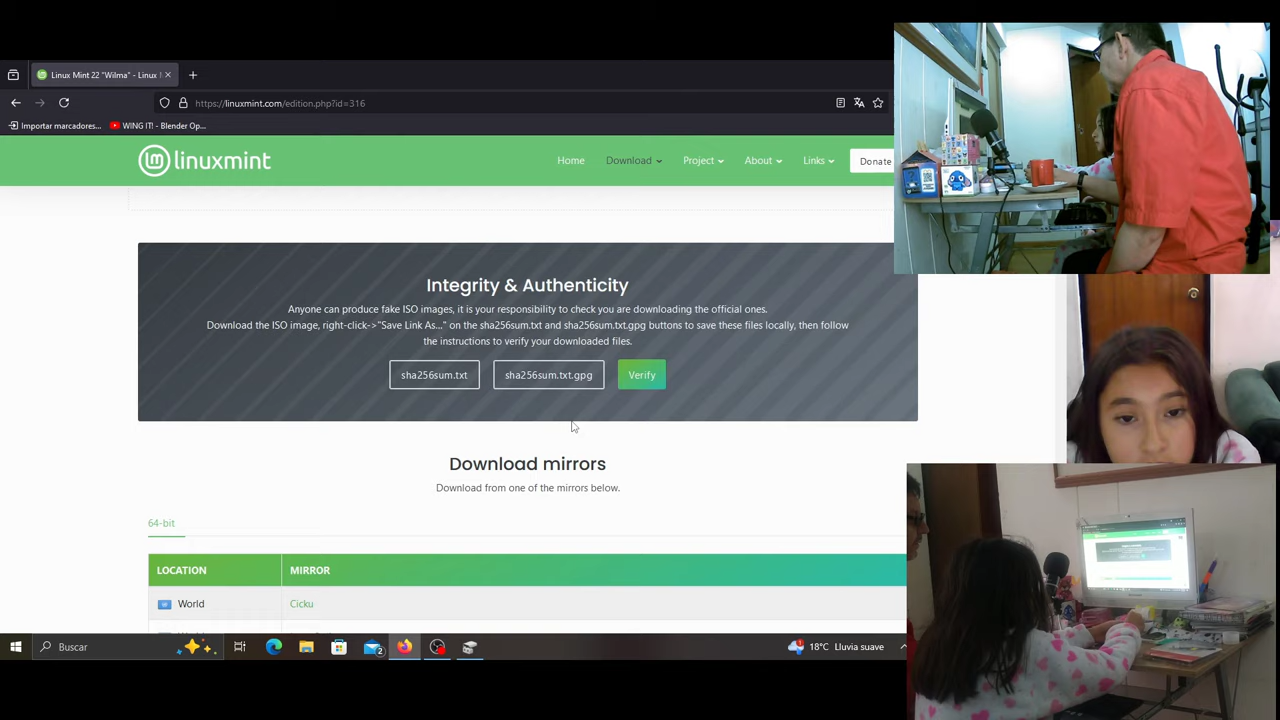 Linux Mint 22 "Wilma" - Linux
https://linuxmint.com/edition.php?id=316
Importar marcadores...
WING IT! - Blender Op...
linuxmint
Home
Download
Project
About
Links
Donate
Integrity & Authenticity
Anyone can produce fake ISO images, it is your responsibility to check you are downloading the official ones.
Download the ISO image, right-click->"Save Link As..." on the sha256sum.txt and sha256sum.txt.gpg buttons to save these files locally, then follow
the instructions to verify your downloaded files.
sha256sum.txt
sha256sum.txt.gpg
Verify
Download mirrors
Download from one of the mirrors below.
64-bit
LOCATION
MIRROR
World
Cicku
Buscar
2
1
18°C Lluvia suave